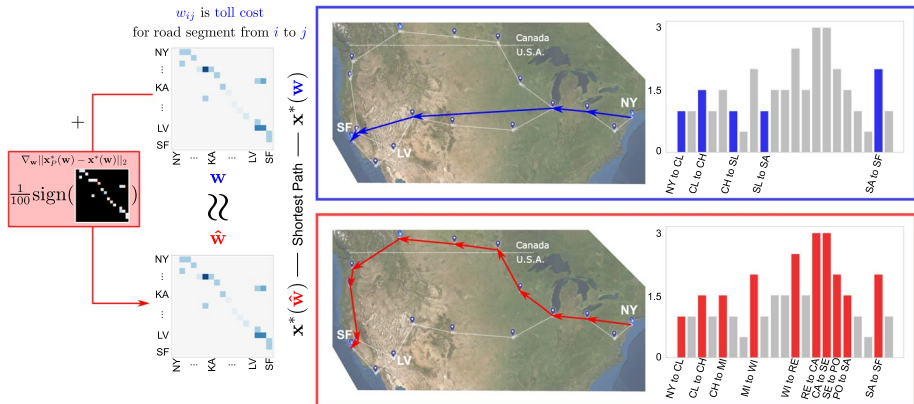 w_{ij} is toll cost
for road segment from i to j
NY
⋮
KA
⋮
LV
SF
NY
...
KA
...
LV
SF
w
≈
ŵ
+
∇_w||x*_P(w) − x*(w)||_2
1/100 sign( )
NY
⋮
KA
⋮
LV
SF
NY
...
KA
...
LV
SF
x*(ŵ) — Shortest Path — x*(w)
Canada
U.S.A.
NY
SF
LV
3
1.5
0
NY to CL
CL to CH
CH to SL
SL to SA
SA to SF
Canada
U.S.A.
NY
SF
LV
3
1.5
0
NY to CL
CL to CH
CH to MI
MI to WI
WI to RE
RE to CA
CA to SE
SE to PO
PO to SA
SA to SF